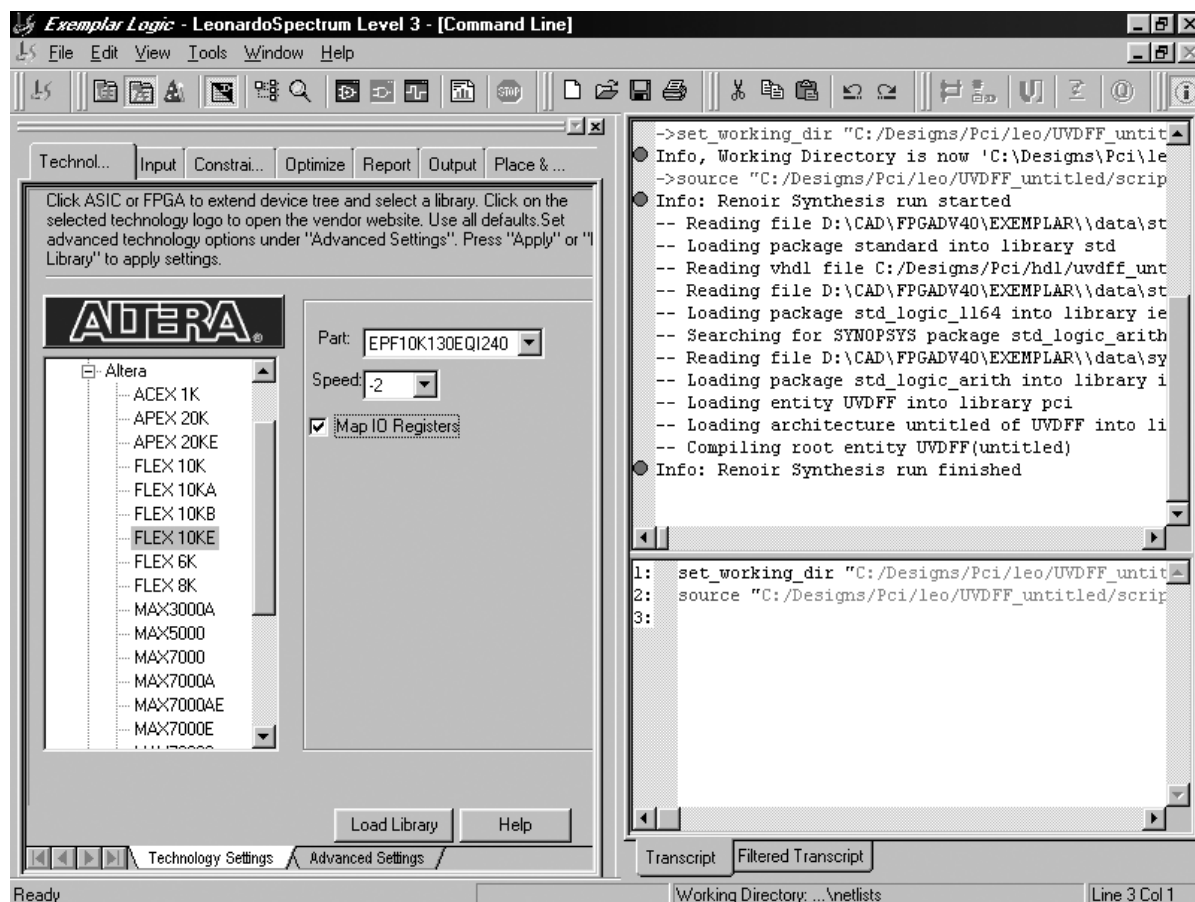 Exemplar Logic - LeonardoSpectrum Level 3 - [Command Line]
File Edit View Tools Window Help
STOP
Technol... Input Constrai... Optimize Report Output Place & ...
Click ASIC or FPGA to extend device tree and select a library. Click on the
selected technology logo to open the vendor website. Use all defaults.Set
advanced technology options under "Advanced Settings". Press "Apply" or "l
Library" to apply settings.
ALTERA
Part: EPF10K130EQI240
Speed: -2
Map IO Registers
Altera
ACEX 1K
APEX 20K
APEX 20KE
FLEX 10K
FLEX 10KA
FLEX 10KB
FLEX 10KE
FLEX 6K
FLEX 8K
MAX3000A
MAX5000
MAX7000
MAX7000A
MAX7000AE
MAX7000E
Load Library Help
Technology Settings Advanced Settings
->set_working_dir "C:/Designs/Pci/leo/UVDFF_untit
Info, Working Directory is now 'C:\Designs\Pci\le
->source "C:/Designs/Pci/leo/UVDFF_untitled/scrip
Info: Renoir Synthesis run started
-- Reading file D:\CAD\FPGADV40\EXEMPLAR\\data\st
-- Loading package standard into library std
-- Reading vhdl file C:/Designs/Pci/hdl/uvdff_unt
-- Reading file D:\CAD\FPGADV40\EXEMPLAR\\data\st
-- Loading package std_logic_1164 into library ie
-- Searching for SYNOPSYS package std_logic_arith
-- Reading file D:\CAD\FPGADV40\EXEMPLAR\\data\sy
-- Loading package std_logic_arith into library i
-- Loading entity UVDFF into library pci
-- Loading architecture untitled of UVDFF into li
-- Compiling root entity UVDFF(untitled)
Info: Renoir Synthesis run finished
1: set_working_dir "C:/Designs/Pci/leo/UVDFF_untit
2: source "C:/Designs/Pci/leo/UVDFF_untitled/scrip
3:
Transcript Filtered Transcript
Ready Working Directory: ...\netlists Line 3 Col 1